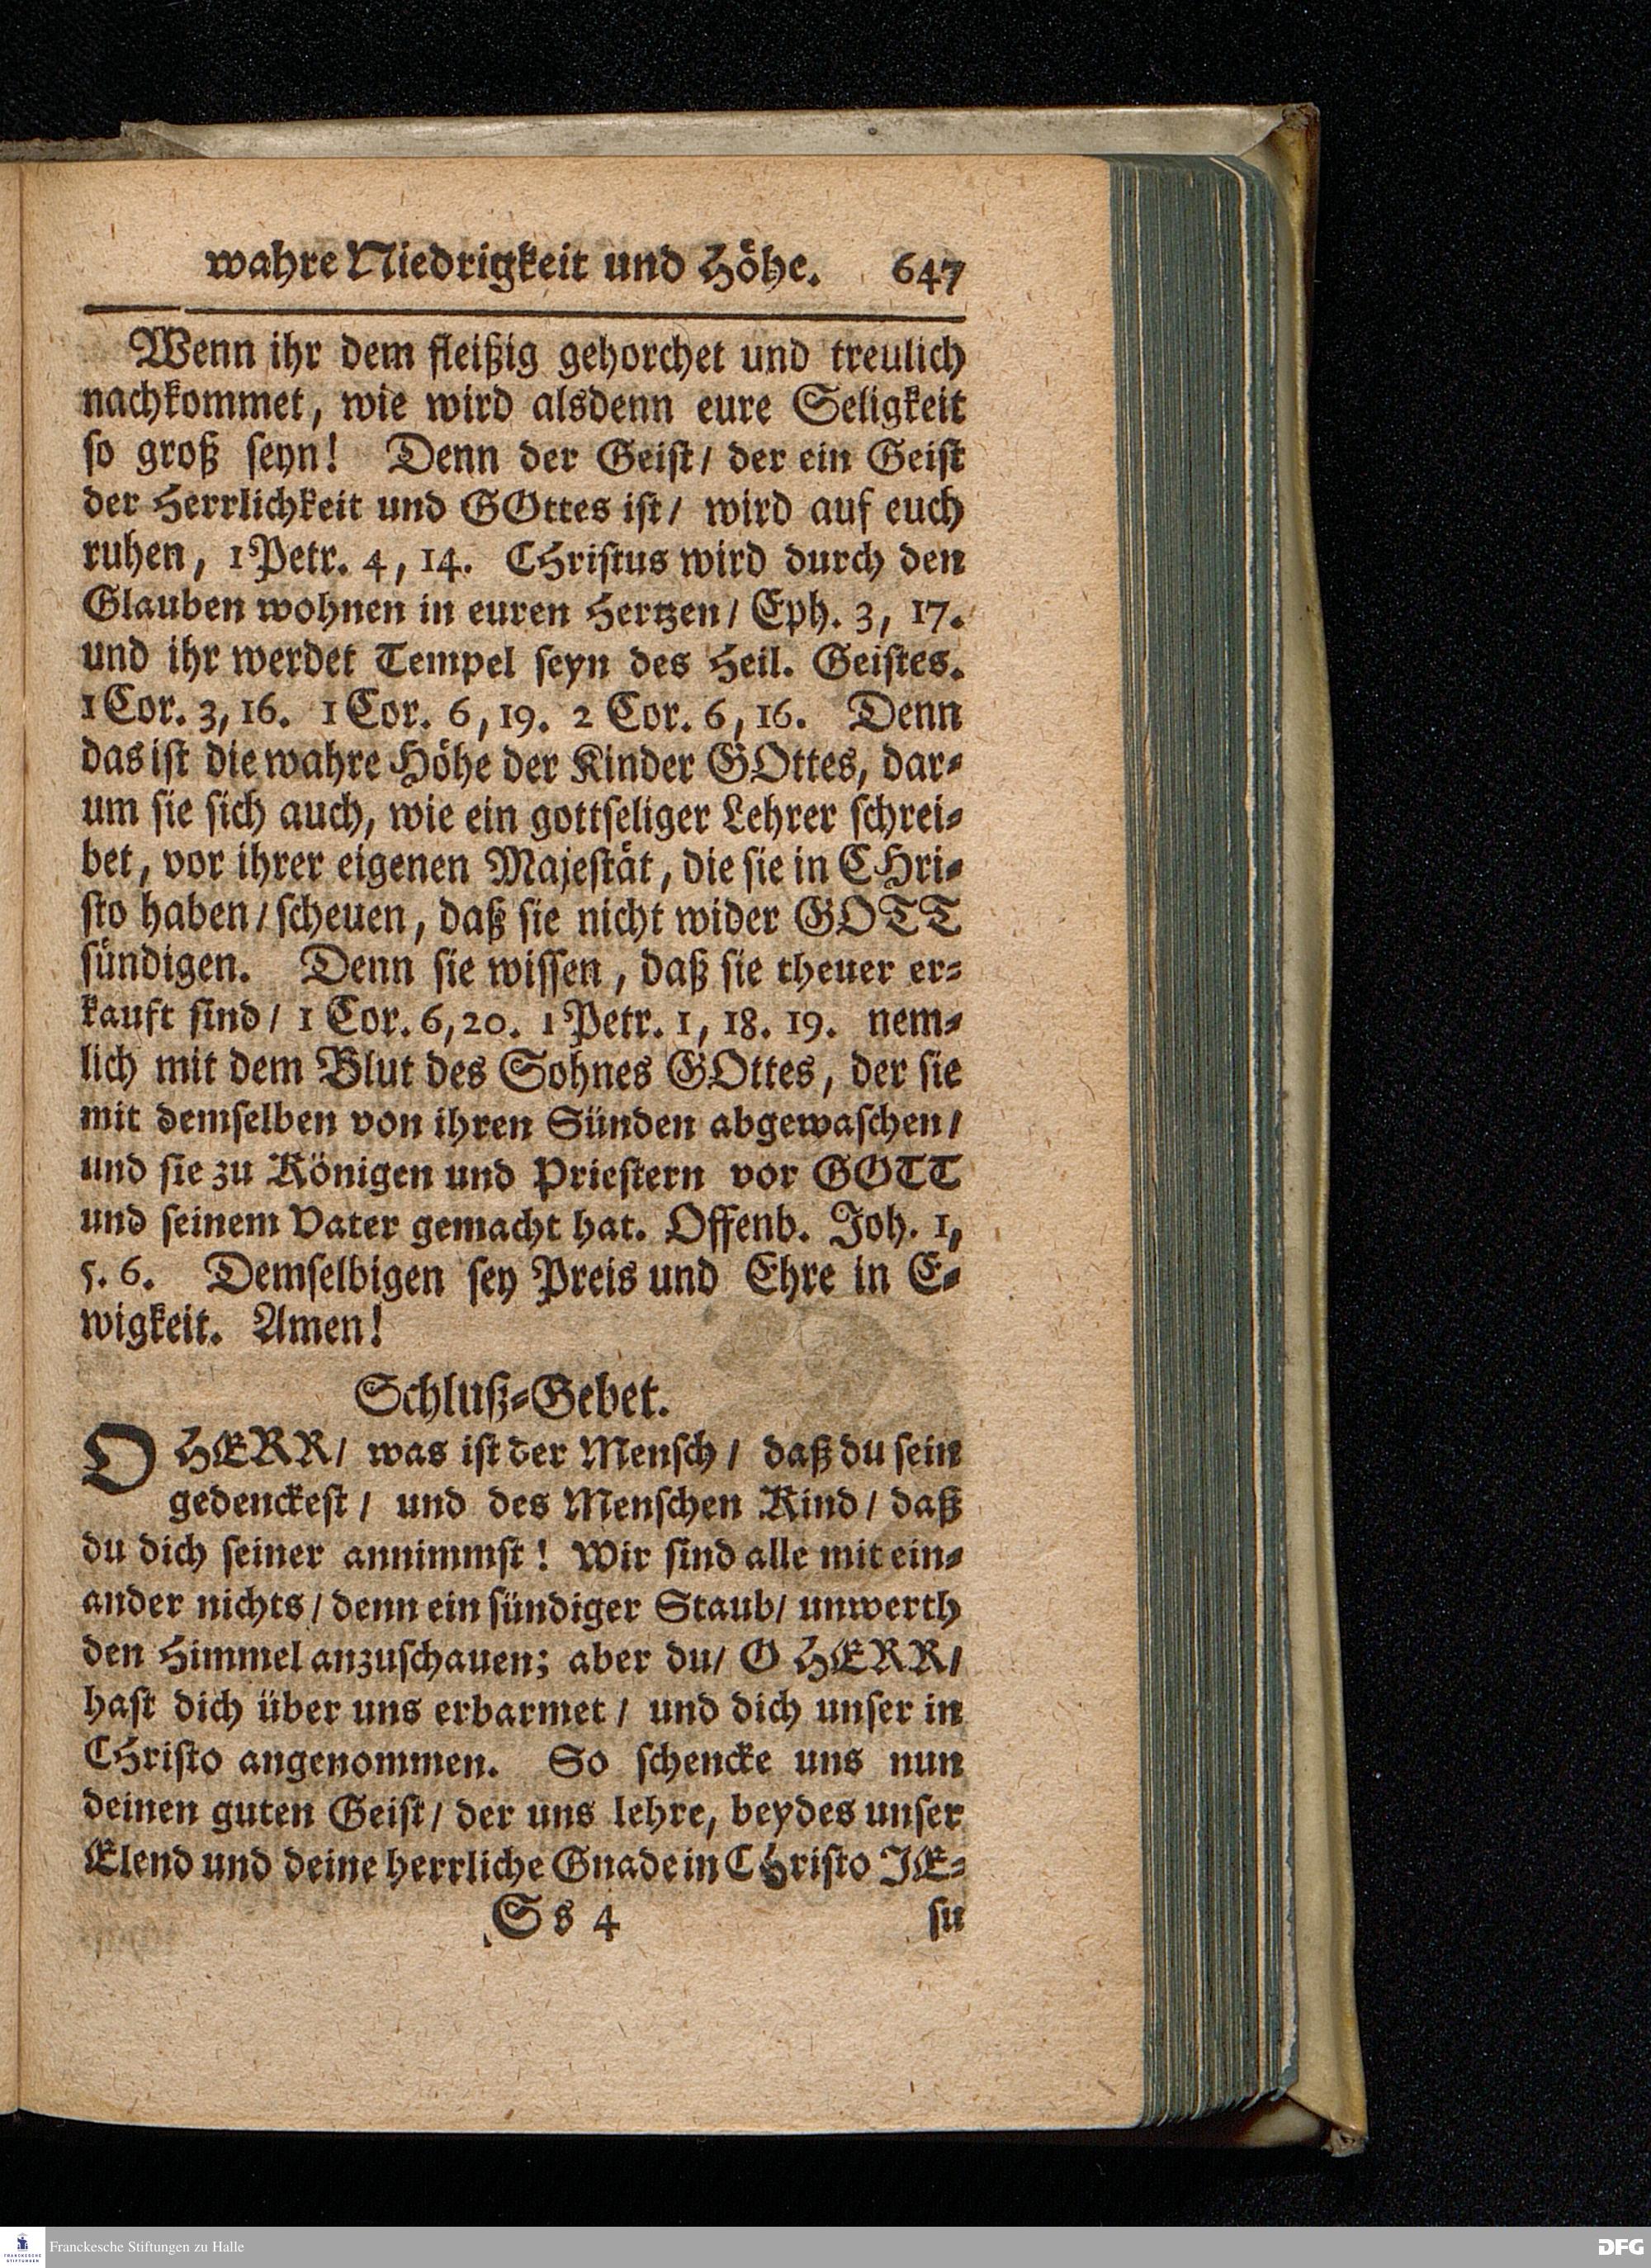 wahre Niedrigkeit und Höhe. 647
Wenn ihr dem fleißig gehorchet und treulich
nachkommet, wie wird alsdenn eure Seligkeit
so groß seyn! Denn der Geist/ der ein Geist
der Herrlichkeit und GOttes ist/ wird auf euch
ruhen, 1 Petr. 4, 14. CHristus wird durch den
Glauben wohnen in euren Hertzen/ Eph. 3, 17.
und ihr werdet Tempel seyn des Heil. Geistes.
1 Cor. 3, 16. 1 Cor. 6, 19. 2 Cor. 6, 16. Denn
das ist die wahre Höhe der Kinder GOttes, dar-
um sie sich auch, wie ein gottseliger Lehrer schrei-
bet, vor ihrer eigenen Majestät, die sie in CHri-
sto haben/ scheuen, daß sie nicht wider GOTT
sündigen. Denn sie wissen, daß sie theuer er-
kauft sind/ 1 Cor. 6, 20. 1 Petr. 1, 18. 19. nem-
lich mit dem Blut des Sohnes GOttes, der sie
mit demselben von ihren Sünden abgewaschen/
und sie zu Königen und Priestern vor GOTT
und seinem Vater gemacht hat. Offenb. Joh. 1,
5. 6. Demselbigen sey Preis und Ehre in E-
wigkeit. Amen!
Schluß-Gebet.
O HERR/ was ist der Mensch/ daß du sein
gedenckest/ und des Menschen Kind/ daß
du dich seiner annimmst! Wir sind alle mit ein-
ander nichts/ denn ein sündiger Staub/ unwerth
den Himmel anzuschauen; aber du/ O HERR/
hast dich über uns erbarmet/ und dich unser in
CHristo angenommen. So schencke uns nun
deinen guten Geist/ der uns lehre, beydes unser
Elend und deine herrliche Gnade in CHristo JE-
Ss 4 su
FRANCKESCHE STIFTUNGEN
Franckesche Stiftungen zu Halle
DFG